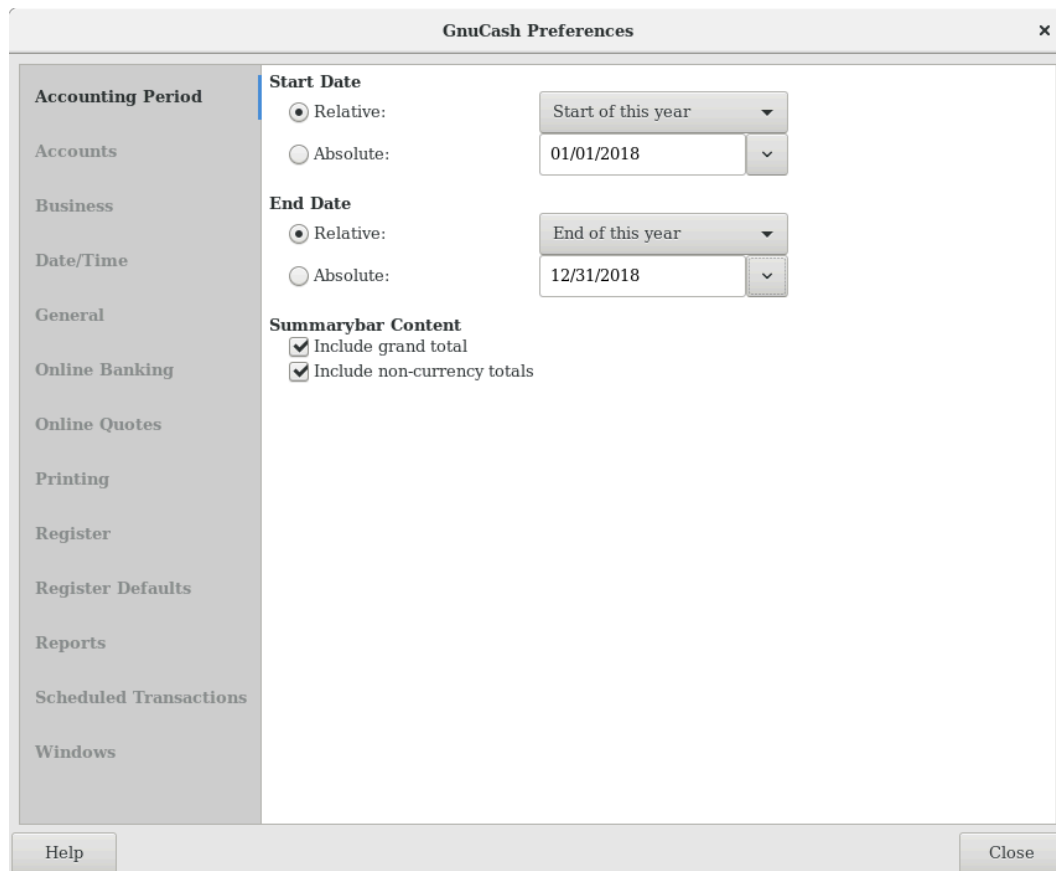 GnuCash Preferences
Accounting Period
Accounts
Business
Date/Time
General
Online Banking
Online Quotes
Printing
Register
Register Defaults
Reports
Scheduled Transactions
Windows
Start Date
Relative: Start of this year
Absolute: 01/01/2018
End Date
Relative: End of this year
Absolute: 12/31/2018
Summarybar Content
Include grand total
Include non-currency totals
Help Close